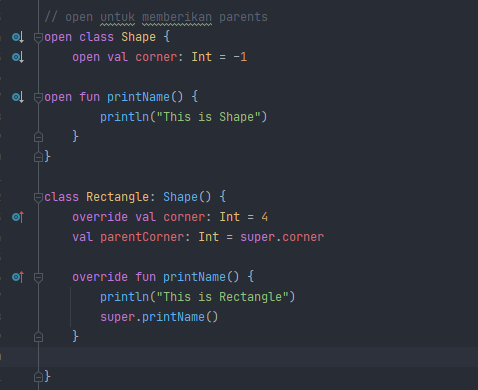 // open untuk memberikan parents
open class Shape {
    open val corner: Int = -1

open fun printName() {
        println("This is Shape")
    }
}

class Rectangle: Shape() {
    override val corner: Int = 4
    val parentCorner: Int = super.corner

    override fun printName() {
        println("This is Rectangle")
        super.printName()
    }

}